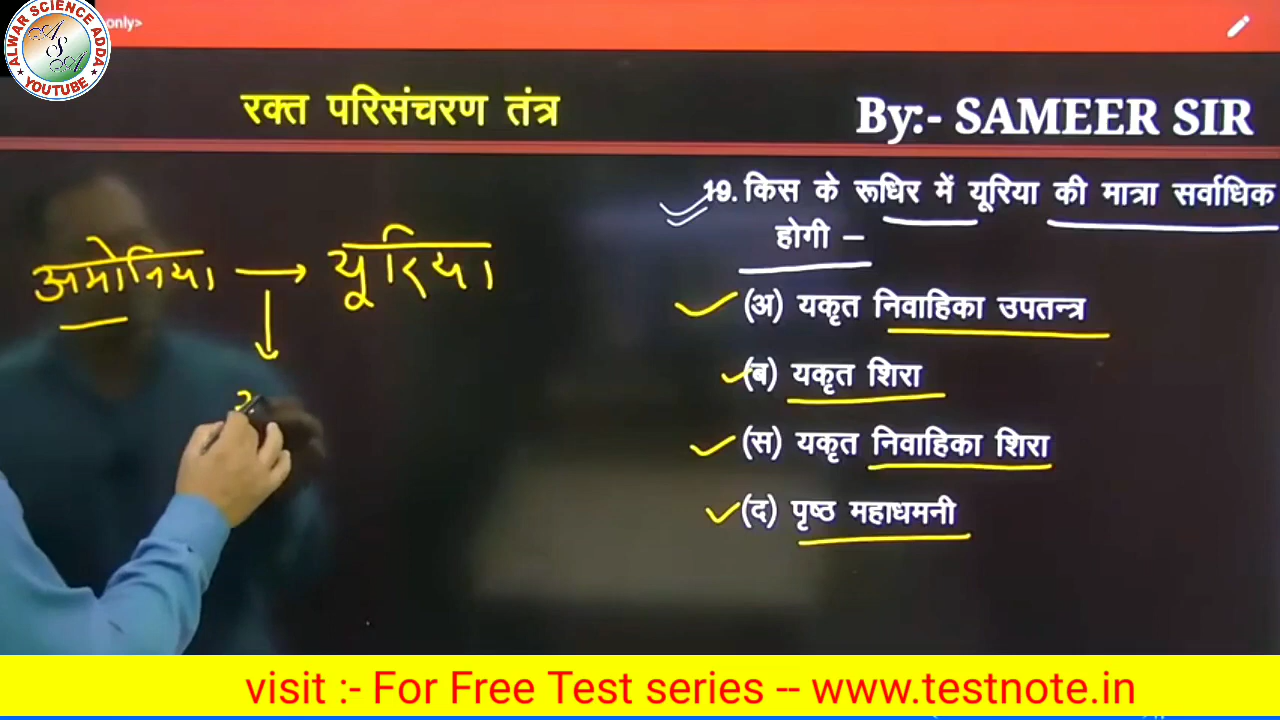 ALWAR SCIENCE ADDA
ASA
YOUTUBE
only>
रक्त परिसंचरण तंत्र
By:- SAMEER SIR
19. किस के रूधिर में यूरिया की मात्रा सर्वाधिक
होगी –
(अ) यकृत निवाहिका उपतन्त्र
(ब) यकृत शिरा
(स) यकृत निवाहिका शिरा
(द) पृष्ठ महाधमनी
अमोनिया → यूरिया
visit :- For Free Test series -- www.testnote.in